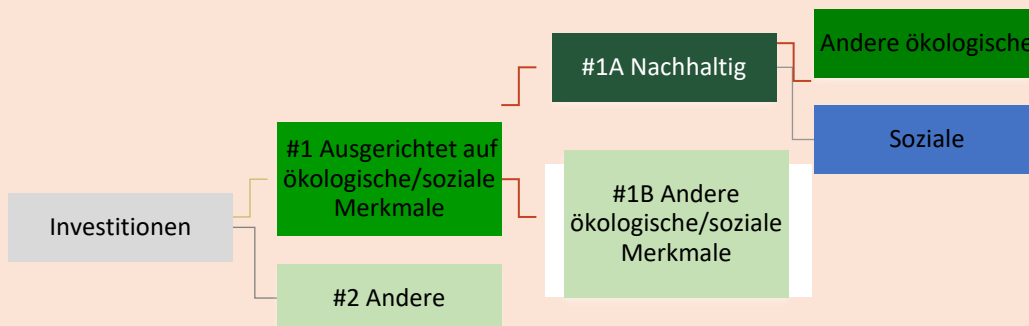 Andere ökologische
#1A Nachhaltig
Soziale
#1 Ausgerichtet auf
ökologische/soziale
Merkmale
#1B Andere
ökologische/soziale
Merkmale
Investitionen
#2 Andere